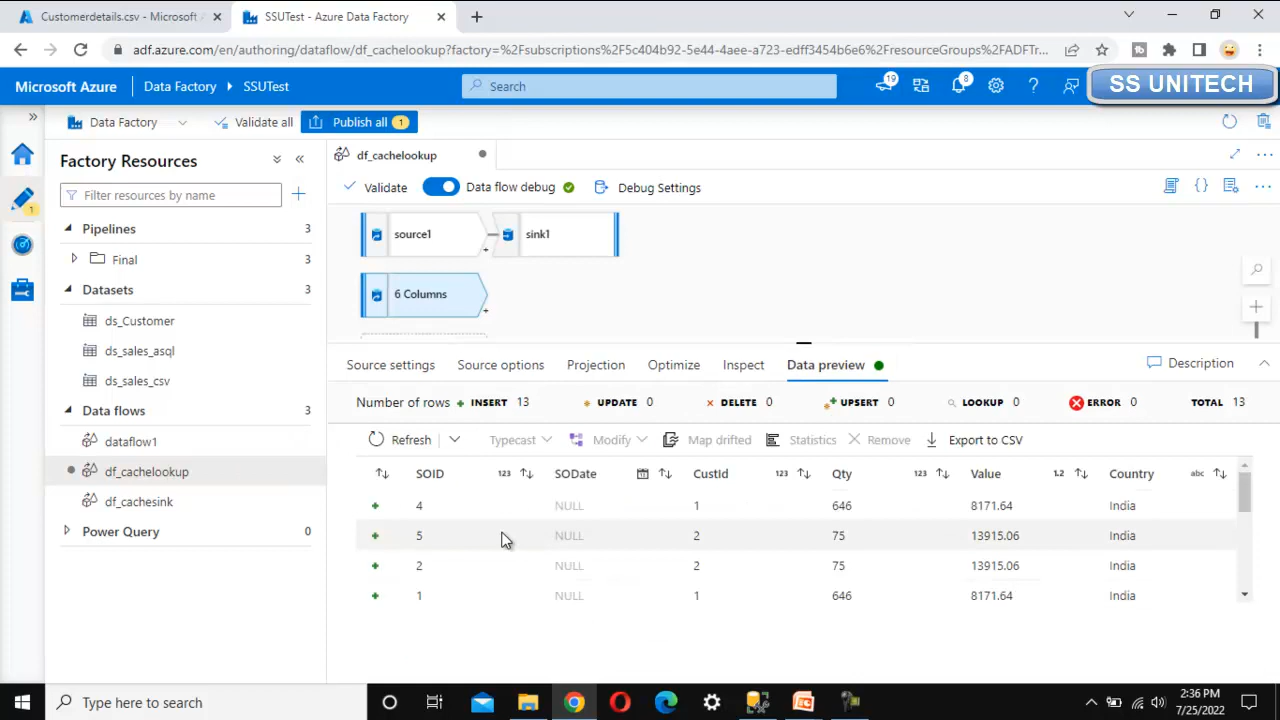 Customerdetails.csv - Microsoft
SSUTest - Azure Data Factory
adf.azure.com/en/authoring/dataflow/df_cachelookup?factory=%2Fsubscriptions%2F5c404b92-5e44-4aee-a723-edff3454b6e6%2FresourceGroups%2FADFTr...
Microsoft Azure
Data Factory
SSUTest
Search
19
8
SS UNITECH
Data Factory
Validate all
Publish all
1
Factory Resources
Filter resources by name
Pipelines
3
Final
3
Datasets
3
ds_Customer
ds_sales_asql
ds_sales_csv
Data flows
3
dataflow1
df_cachelookup
df_cachesink
Power Query
0
1
df_cachelookup
Validate
Data flow debug
Debug Settings
source1
sink1
6 Columns
Source settings
Source options
Projection
Optimize
Inspect
Data preview
Description
Number of rows
INSERT 13
UPDATE 0
DELETE 0
UPSERT 0
LOOKUP 0
ERROR 0
TOTAL 13
Refresh
Typecast
Modify
Map drifted
Statistics
Remove
Export to CSV
SOID 123 SODate CustId 123 Qty 123 Value 1.2 Country abc
4 NULL 1 646 8171.64 India
5 NULL 2 75 13915.06 India
2 NULL 2 75 13915.06 India
1 NULL 1 646 8171.64 India
Type here to search
2:36 PM
7/25/2022